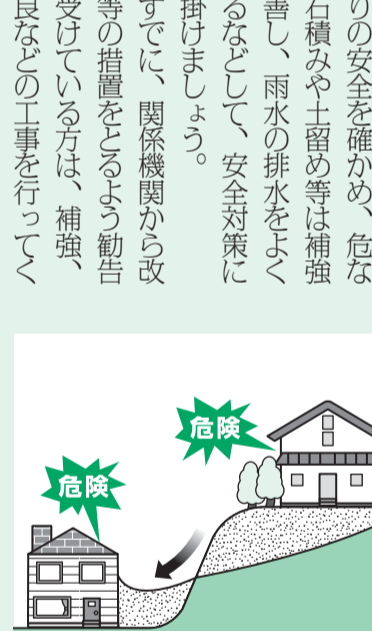 りの安全を確かめ、危な
石積みや土留め等は補強
善し、雨水の排水をよく
るなどして、安全対策に
掛けましょう。
すでに、関係機関から改
等の措置をとるよう勧告
受けている方は、補強、
良などの工事を行ってく
危険
危険